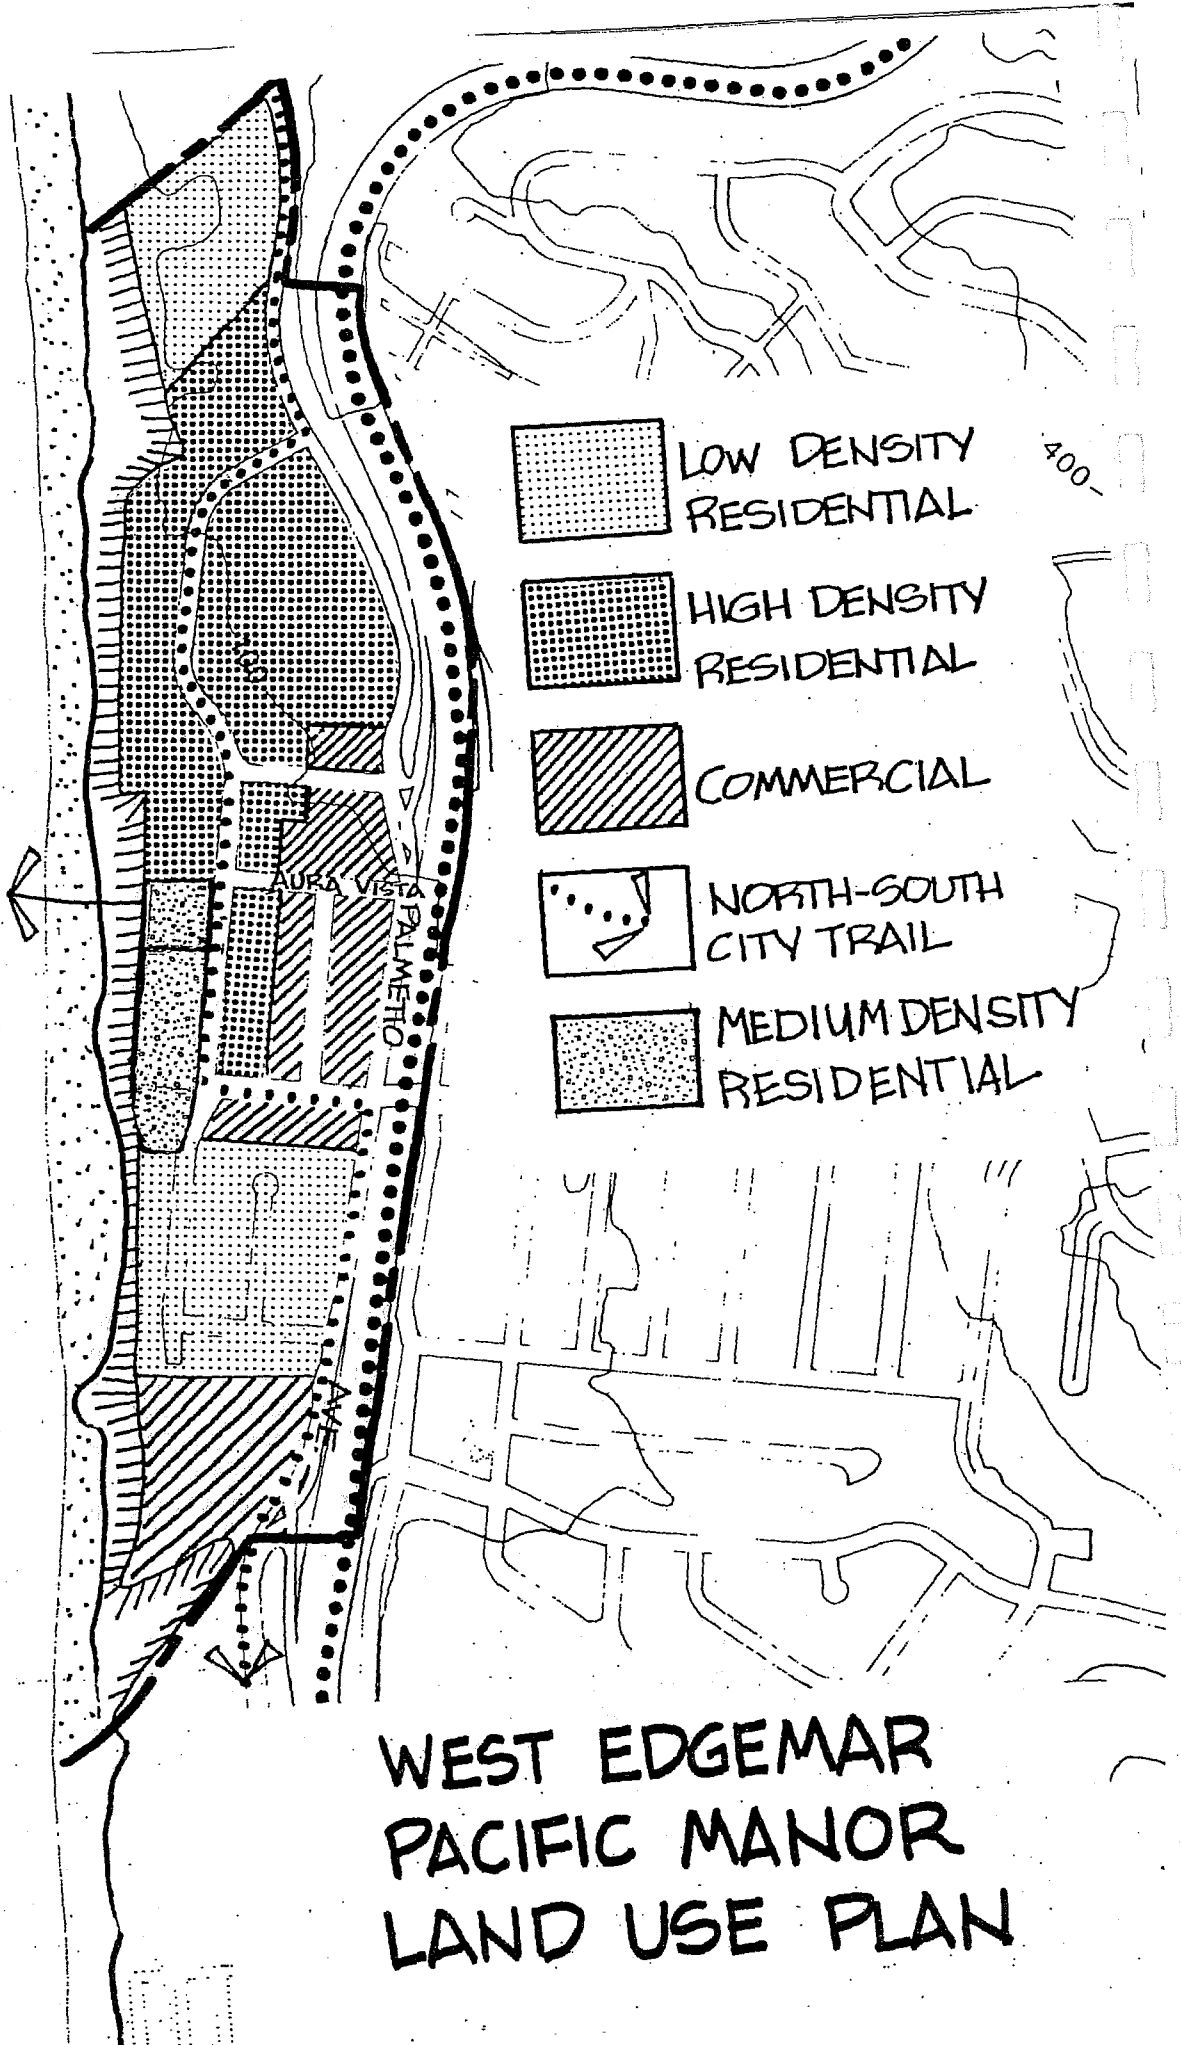 LOW DENSITY
RESIDENTIAL
400-
HIGH DENSITY
RESIDENTIAL
100
COMMERCIAL
AURA VISTA
PALMETTO
NORTH-SOUTH
CITY TRAIL
MEDIUM DENSITY
RESIDENTIAL
AVE
WEST EDGEMAR
PACIFIC MANOR
LAND USE PLAN